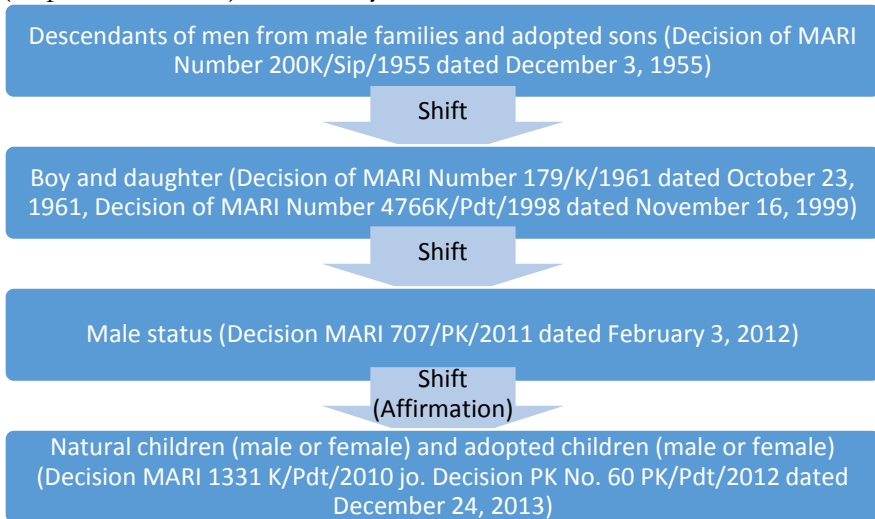 Descendants of men from male families and adopted sons (Decision of MARI
Number 200K/Sip/1955 dated December 3, 1955)
Shift
Boy and daughter (Decision of MARI Number 179/K/1961 dated October 23,
1961, Decision of MARI Number 4766K/Pdt/1998 dated November 16, 1999)
Shift
Male status (Decision MARI 707/PK/2011 dated February 3, 2012)
Shift
(Affirmation)
Natural children (male or female) and adopted children (male or female)
(Decision MARI 1331 K/Pdt/2010 jo. Decision PK No. 60 PK/Pdt/2012 dated
December 24, 2013)